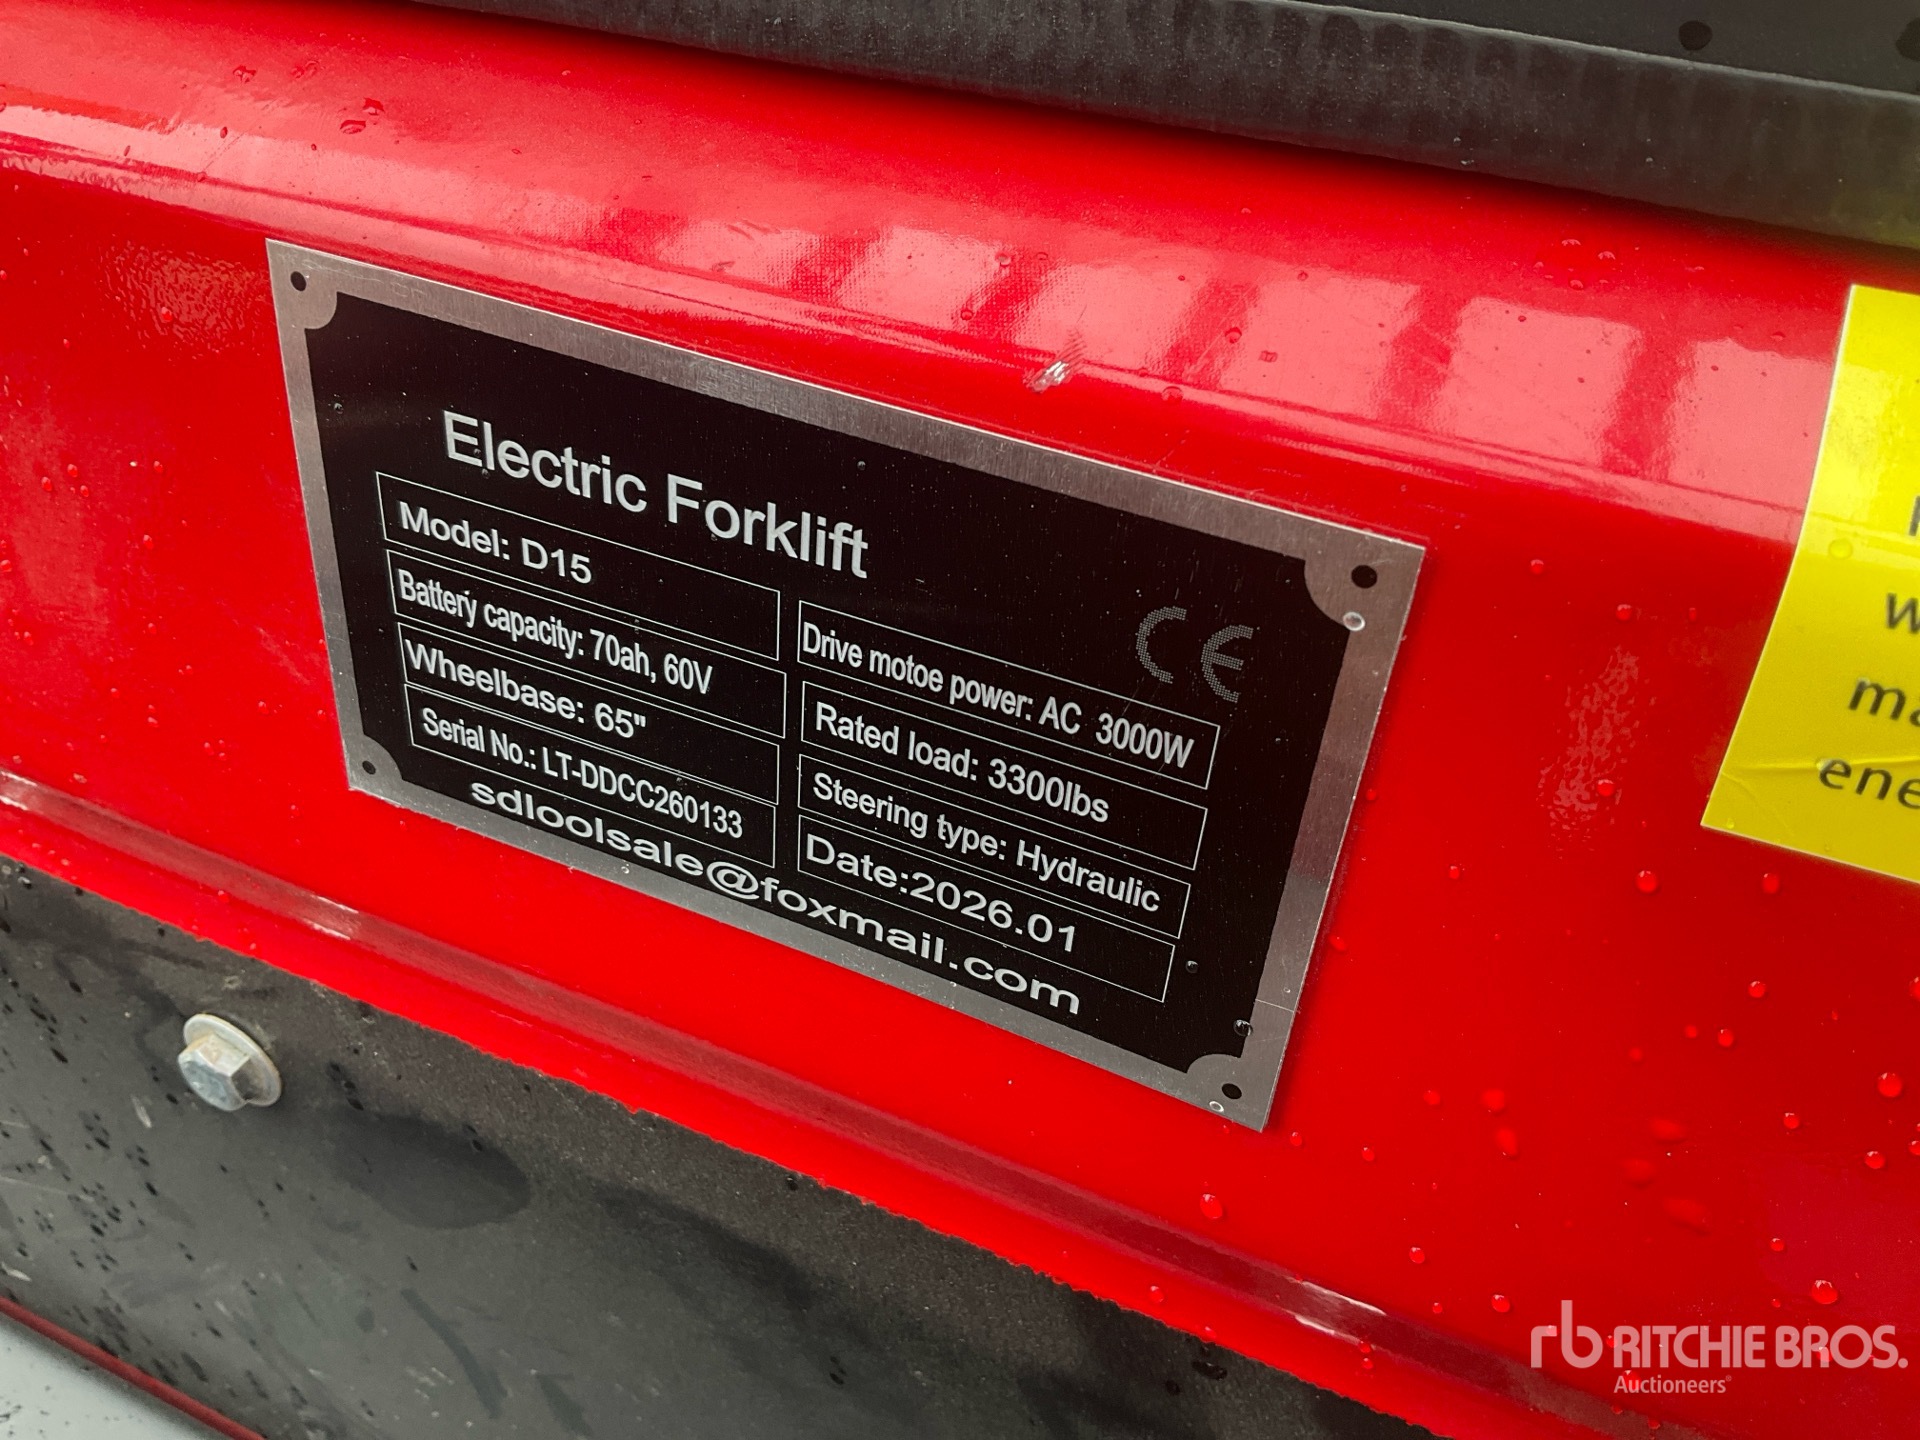 Electric Forklift
CE
Model: D15
Battery capacity: 70ah, 60V
Wheelbase: 65"
Serial No.: LT-DDCC260133
Drive motoe power: AC 3000W
Rated load: 3300lbs
Steering type: Hydraulic
Date:2026.01
sdloolsale@foxmail.com
rb RITCHIE BROS.
Auctioneers